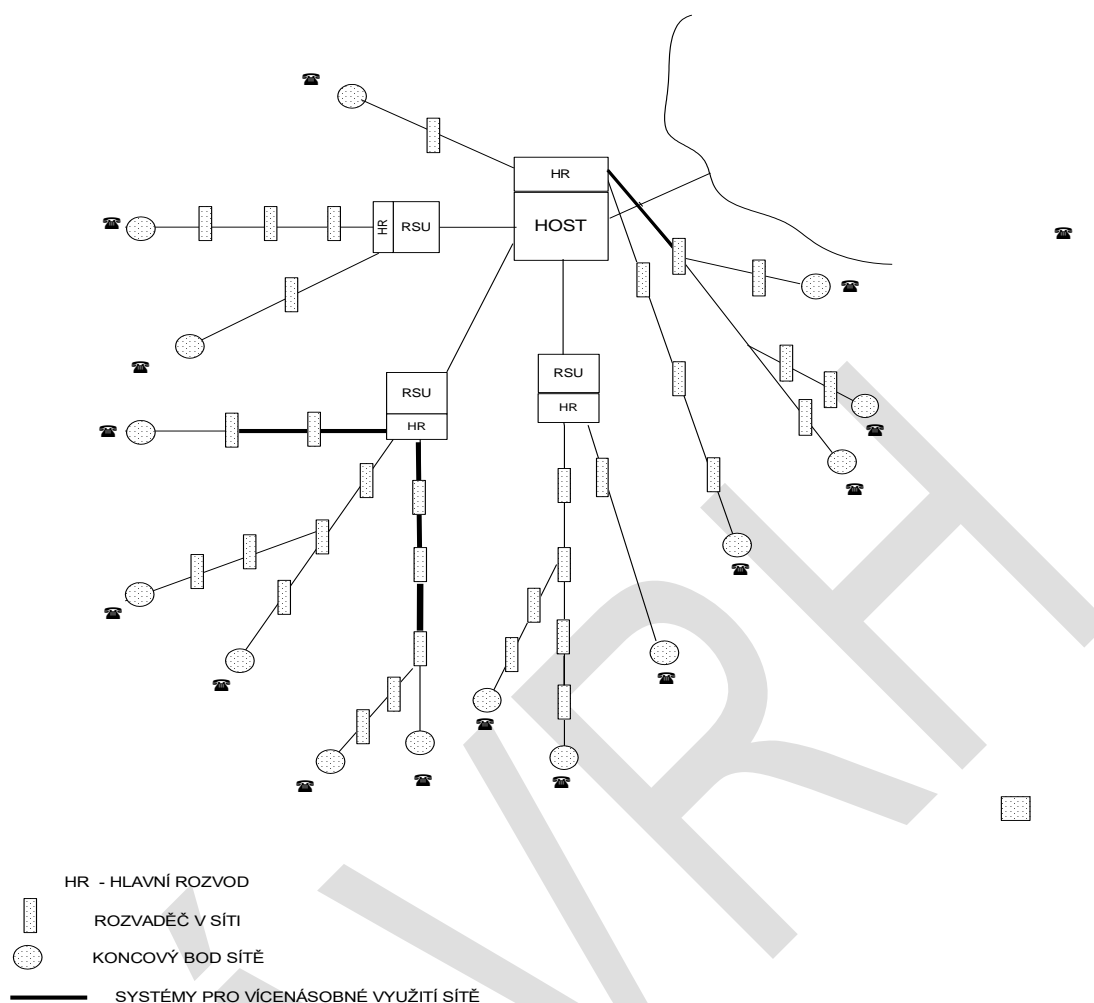 HR
HOST
HR
RSU
RSU
HR
RSU
HR
HR - HLAVNÍ ROZVOD
ROZVADĚČ V SÍTI
KONCOVÝ BOD SÍTĚ
SYSTÉMY PRO VÍCENÁSOBNÉ VYUŽITÍ SÍTĚ
ÁVRH